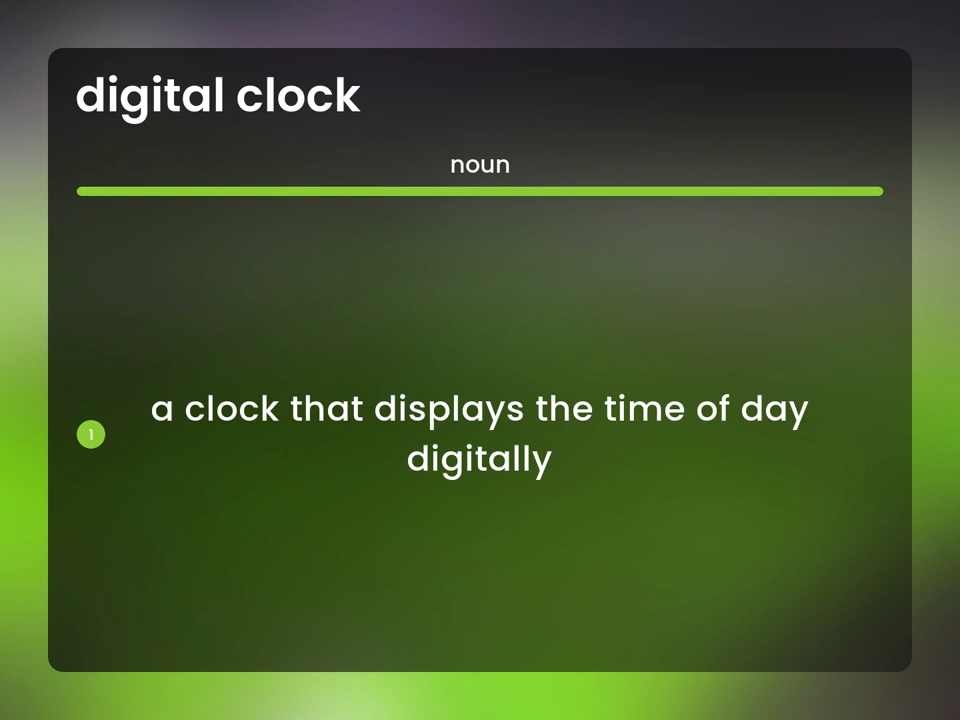 digital clock
noun
a clock that displays the time of day
1
digitally